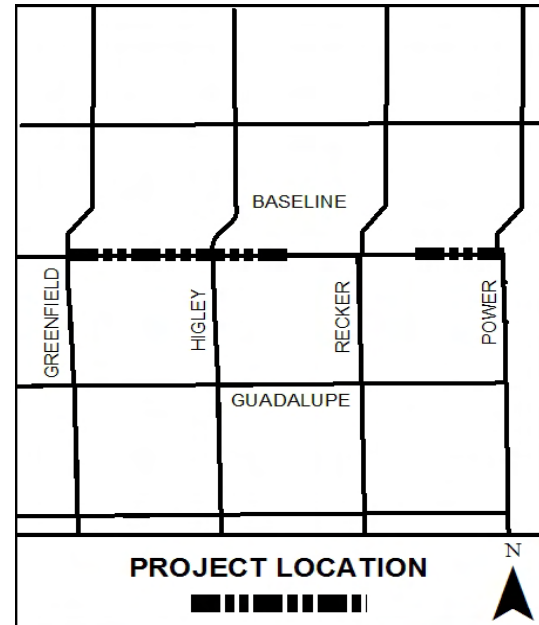 BASELINE
GREENFIELD
HIGLEY
RECKER
POWER
GUADALUPE
PROJECT LOCATION
N